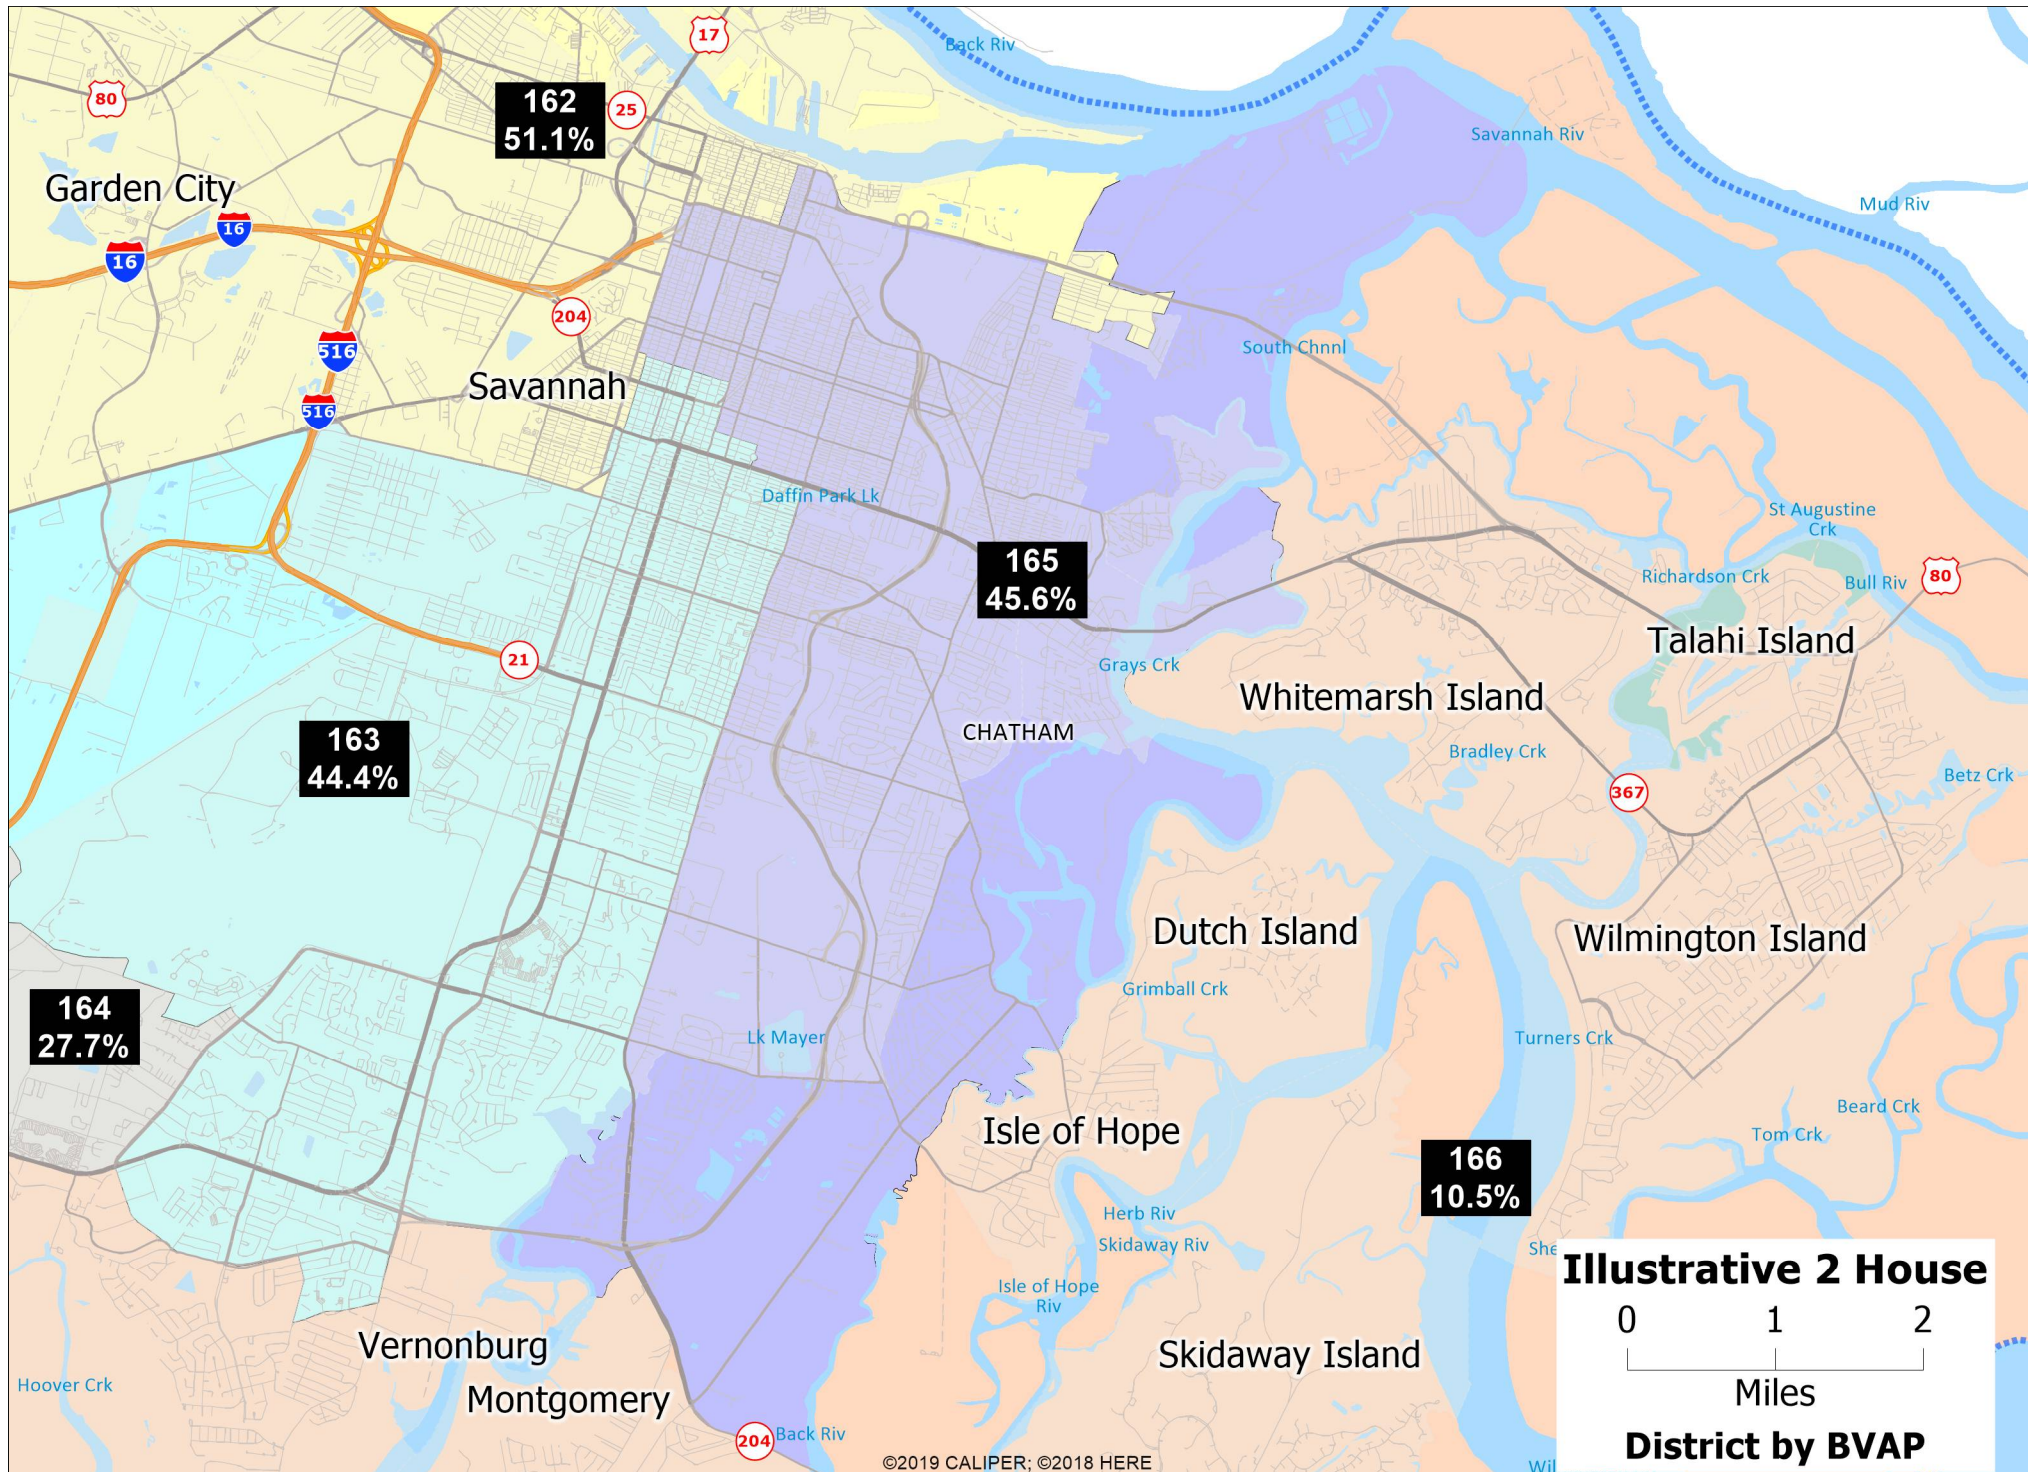 17
Back Riv
80
162
51.1%
25
Savannah Riv
Garden City
Mud Riv
16
16
204
516
South Chnnl
Savannah
516
Daffin Park Lk
St Augustine
Crk
165
45.6%
Richardson Crk
Bull Riv
80
Talahi Island
21
Grays Crk
Whitemarsh Island
163
44.4%
CHATHAM
Bradley Crk
Betz Crk
367
Dutch Island
Wilmington Island
Grimball Crk
164
27.7%
Lk Mayer
Turners Crk
Beard Crk
Isle of Hope
Tom Crk
166
10.5%
Herb Riv
Skidaway Riv
She
Illustrative 2 House
Isle of Hope
Riv
0 1 2
Vernonburg
Skidaway Island
Hoover Crk
Miles
Montgomery
204
Back Riv
District by BVAP
©2019 CALIPER; ©2018 HERE
Wil